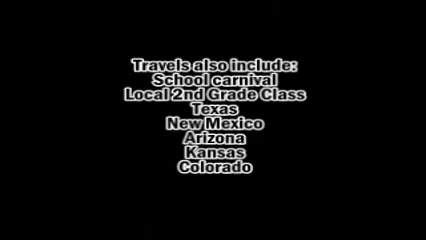 Travels also include:
School carnival
Local 2nd Grade Class
Texas
New Mexico
Arizona
Kansas
Colorado